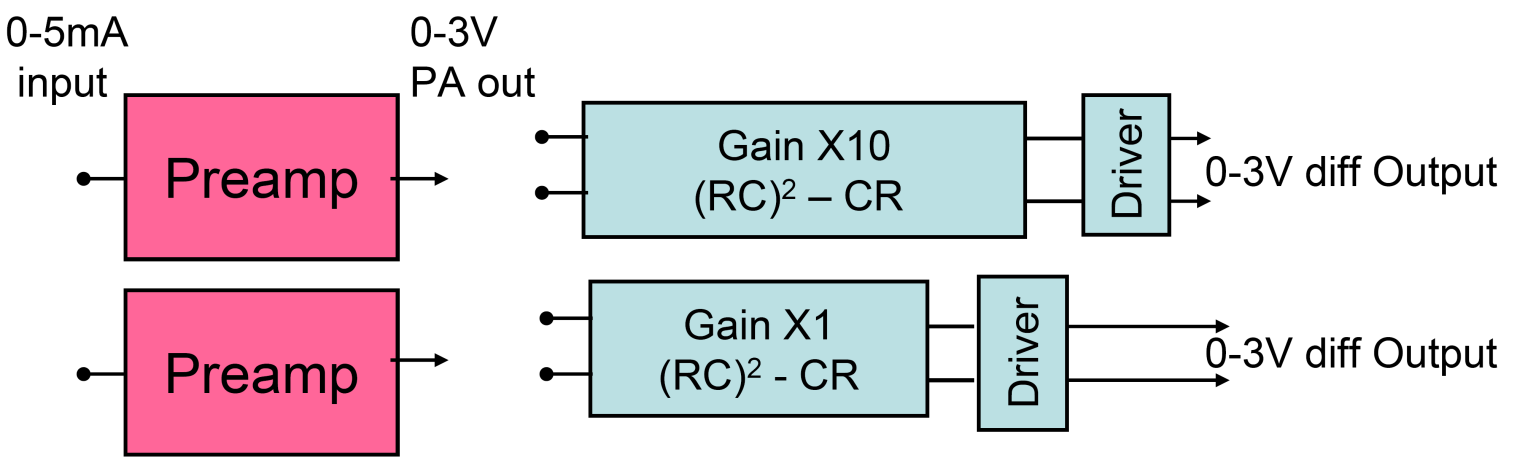 0-5mA
input
0-3V
PA out
Preamp
Gain X10
(RC)² – CR
Driver
0-3V diff Output
Preamp
Gain X1
(RC)² - CR
Driver
0-3V diff Output